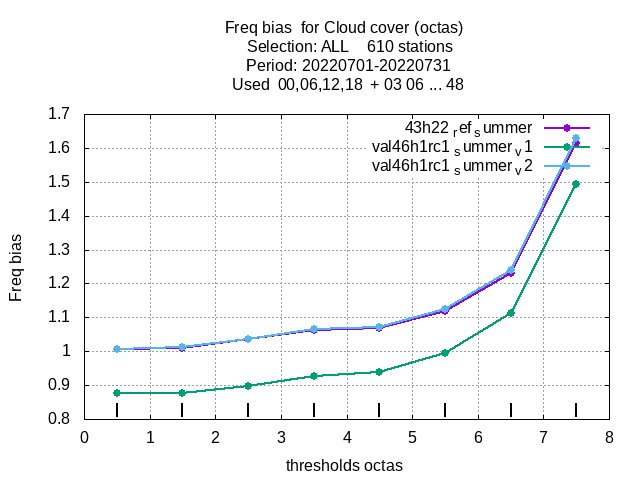 Freq bias  for Cloud cover (octas)
Selection: ALL    610 stations
Period: 20220701-20220731
Used  00,06,12,18  + 03 06 ... 48
1.7
43h22 ref summer
1.6
val46h1rc1 summer v1
val46h1rc1 summer v2
1.5
1.4
1.3
Freq bias
1.2
1.1
1
0.9
0.8
0 1 2 3 4 5 6 7 8
thresholds octas